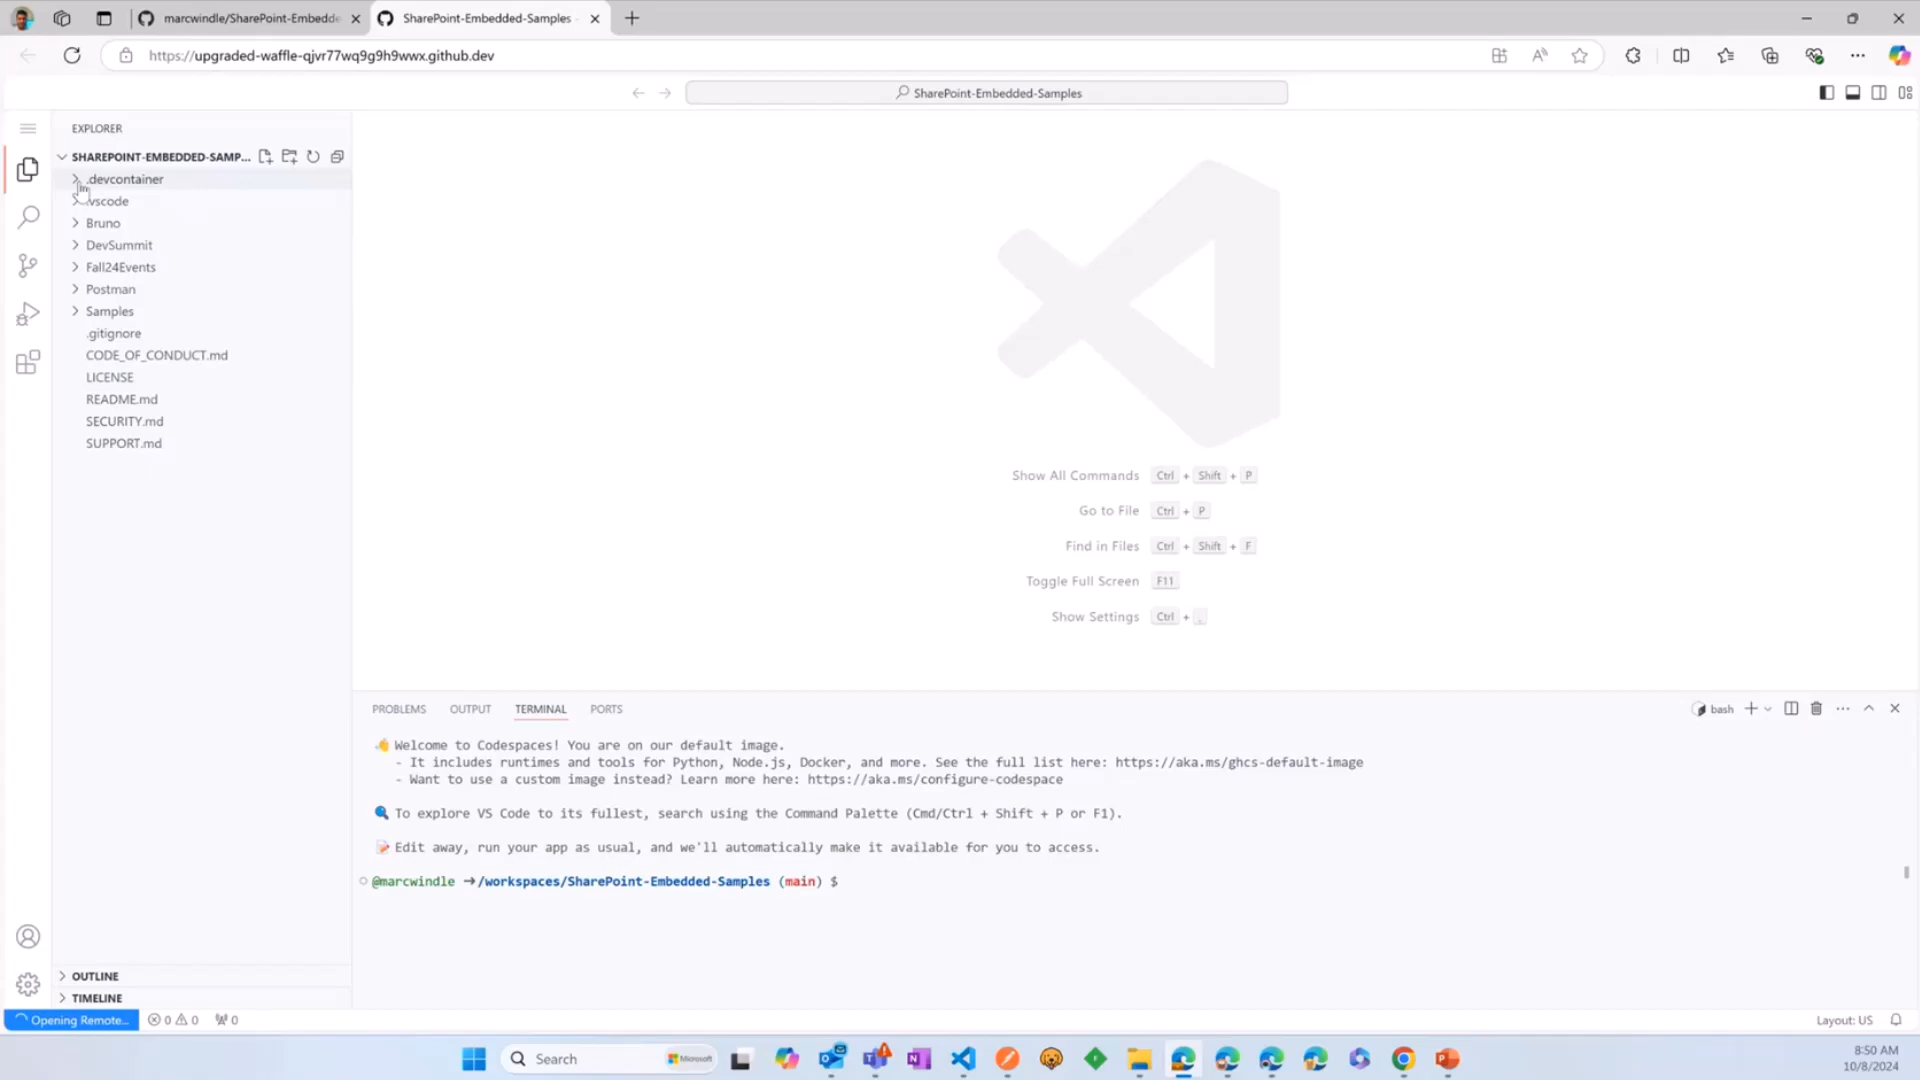 marcwindle/SharePoint-Embedde
SharePoint-Embedded-Samples
https://upgraded-waffle-qjvr77wq9g9h9wwx.github.dev
SharePoint-Embedded-Samples
EXPLORER
SHAREPOINT-EMBEDDED-SAMP...
.devcontainer
.vscode
Bruno
DevSummit
Fall24Events
Postman
Samples
.gitignore
CODE_OF_CONDUCT.md
LICENSE
README.md
SECURITY.md
SUPPORT.md
Show All Commands Ctrl + Shift + P
Go to File Ctrl + P
Find in Files Ctrl + Shift + F
Toggle Full Screen F11
Show Settings Ctrl + ,
PROBLEMS OUTPUT TERMINAL PORTS
bash
👋 Welcome to Codespaces! You are on our default image.
- It includes runtimes and tools for Python, Node.js, Docker, and more. See the full list here: https://aka.ms/ghcs-default-image
- Want to use a custom image instead? Learn more here: https://aka.ms/configure-codespace
🔍 To explore VS Code to its fullest, search using the Command Palette (Cmd/Ctrl + Shift + P or F1).
📝 Edit away, run your app as usual, and we'll automatically make it available for you to access.
@marcwindle ➜ /workspaces/SharePoint-Embedded-Samples (main) $
OUTLINE
TIMELINE
Opening Remote... 0 0 0
Layout: US
Search
Microsoft
8:50 AM
10/8/2024